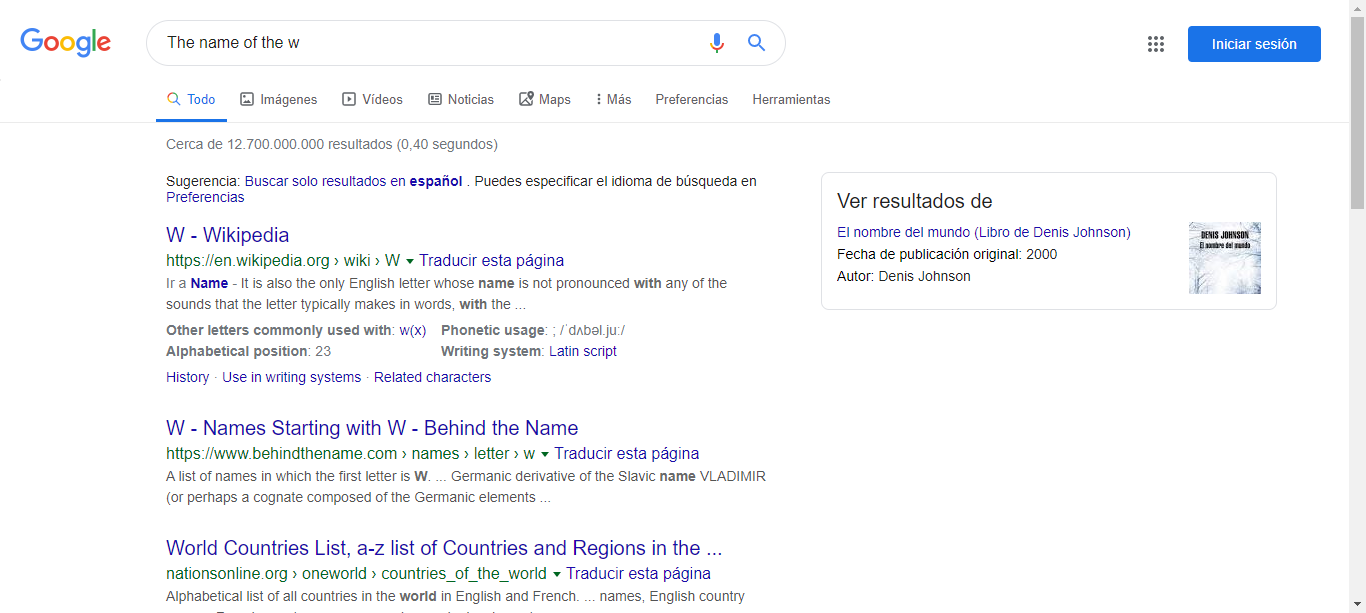 Google
The name of the w
Iniciar sesión
Todo
Imágenes
Vídeos
Noticias
Maps
Más
Preferencias
Herramientas
Cerca de 12.700.000.000 resultados (0,40 segundos)
Sugerencia: Buscar solo resultados en español . Puedes especificar el idioma de búsqueda en
Preferencias
W - Wikipedia
https://en.wikipedia.org › wiki › W ▾ Traducir esta página
Ir a Name - It is also the only English letter whose name is not pronounced with any of the
sounds that the letter typically makes in words, with the ...
Other letters commonly used with: w(x) Phonetic usage: ; /ˈdʌbəl.juː/
Alphabetical position: 23 Writing system: Latin script
History · Use in writing systems · Related characters
W - Names Starting with W - Behind the Name
https://www.behindthename.com › names › letter › w ▾ Traducir esta página
A list of names in which the first letter is W. ... Germanic derivative of the Slavic name VLADIMIR
(or perhaps a cognate composed of the Germanic elements ...
World Countries List, a-z list of Countries and Regions in the ...
nationsonline.org › oneworld › countries_of_the_world ▾ Traducir esta página
Alphabetical list of all countries in the world in English and French. ... names, English country
Ver resultados de
El nombre del mundo (Libro de Denis Johnson)
Fecha de publicación original: 2000
Autor: Denis Johnson
DENIS JOHNSON
El nombre del mundo